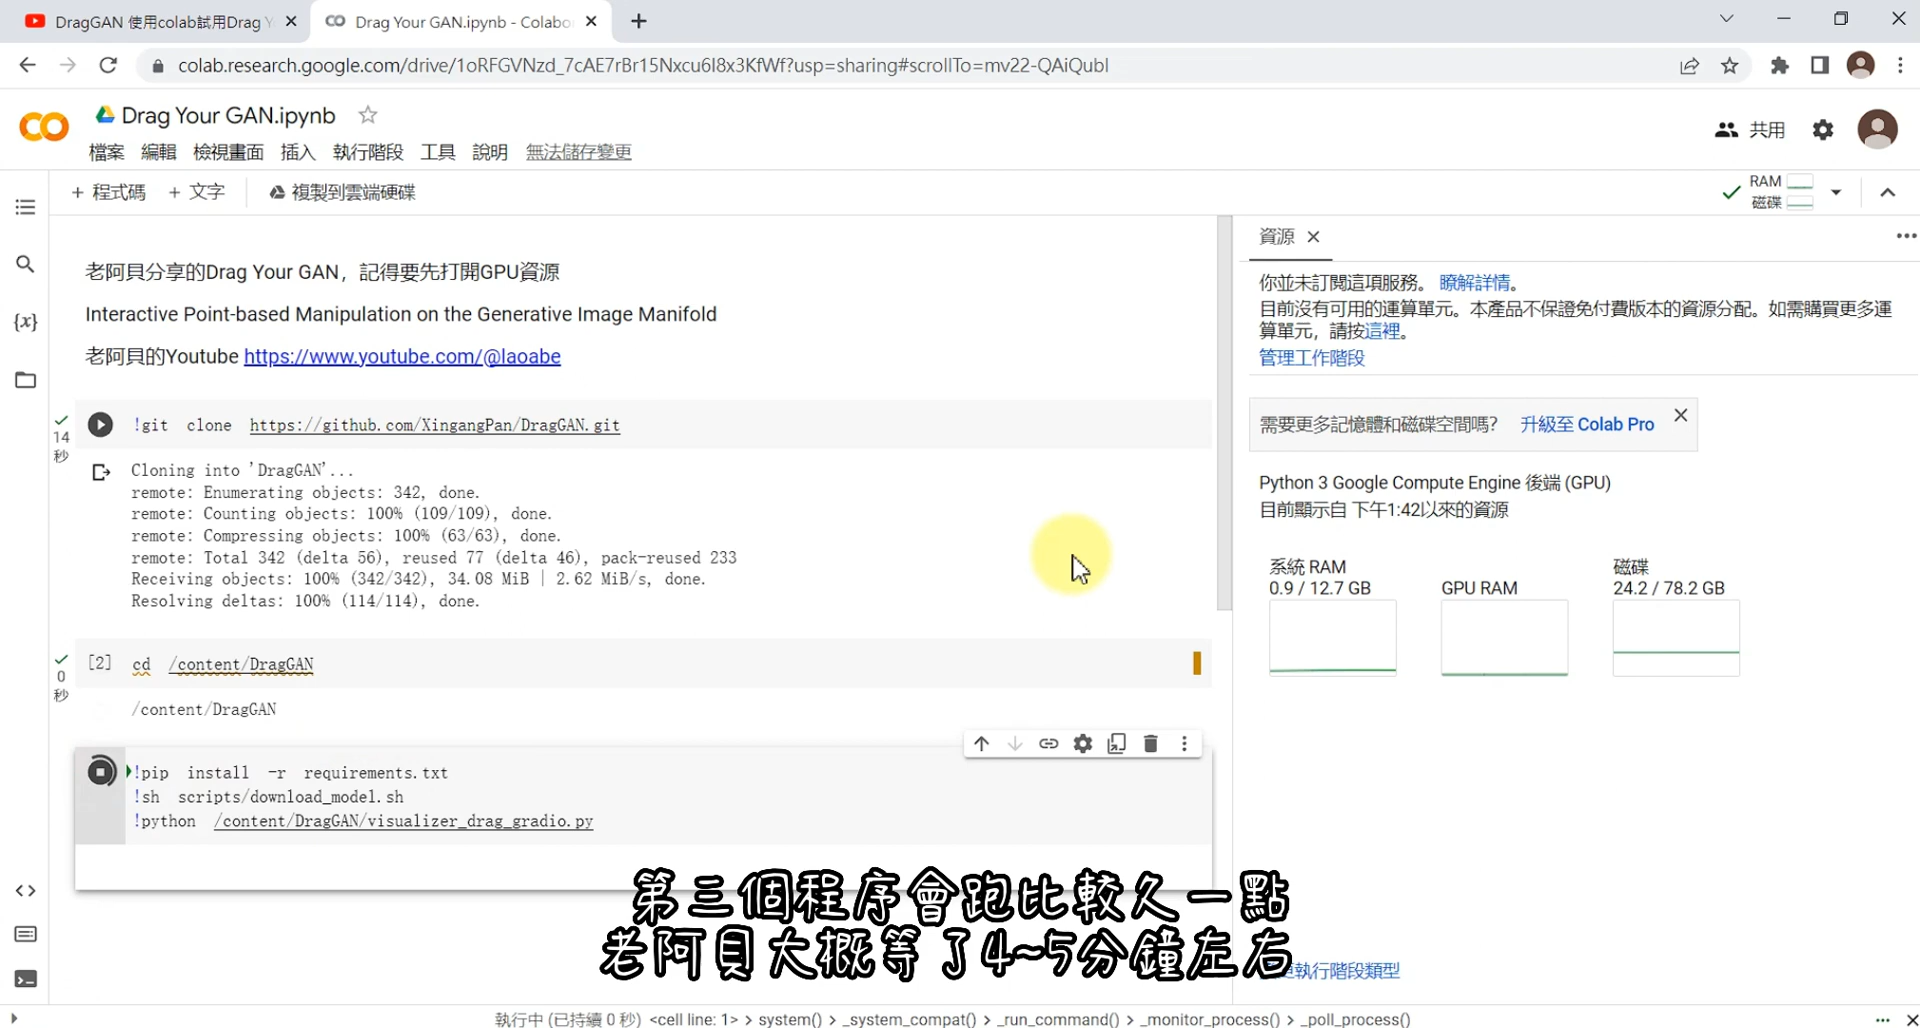 DragGAN 使用colab試用Drag Y
Drag Your GAN.ipynb - Colabo
colab.research.google.com/drive/1oRFGVNzd_7cAE7rBr15Nxcu6I8x3KfWf?usp=sharing#scrollTo=mv22-QAiQubI
Drag Your GAN.ipynb
共用
檔案 編輯 檢視畫面 插入 執行階段 工具 說明 無法儲存變更
+ 程式碼 + 文字 複製到雲端硬碟
RAM
磁碟
老阿貝分享的Drag Your GAN，記得要先打開GPU資源
Interactive Point-based Manipulation on the Generative Image Manifold
老阿貝的Youtube https://www.youtube.com/@laoabe
14
秒
!git clone https://github.com/XingangPan/DragGAN.git
Cloning into 'DragGAN'...
remote: Enumerating objects: 342, done.
remote: Counting objects: 100% (109/109), done.
remote: Compressing objects: 100% (63/63), done.
remote: Total 342 (delta 56), reused 77 (delta 46), pack-reused 233
Receiving objects: 100% (342/342), 34.08 MiB | 2.62 MiB/s, done.
Resolving deltas: 100% (114/114), done.
0
秒
[2] cd /content/DragGAN
/content/DragGAN
!pip install -r requirements.txt
!sh scripts/download_model.sh
!python /content/DragGAN/visualizer_drag_gradio.py
資源
你並未訂閱這項服務。瞭解詳情。
目前沒有可用的運算單元。本產品不保證免付費版本的資源分配。如需購買更多運
算單元，請按這裡。
管理工作階段
需要更多記憶體和磁碟空間嗎？ 升級至 Colab Pro
Python 3 Google Compute Engine 後端 (GPU)
目前顯示自 下午1:42以來的資源
系統 RAM
0.9 / 12.7 GB
GPU RAM
磁碟
24.2 / 78.2 GB
第三個程序會跑比較久一點
老阿貝大概等了4~5分鐘左右
更執行階段類型
執行中 (已持續 0 秒) <cell line: 1> > system() > _system_compat() > _run_command() > _monitor_process() > _poll_process()